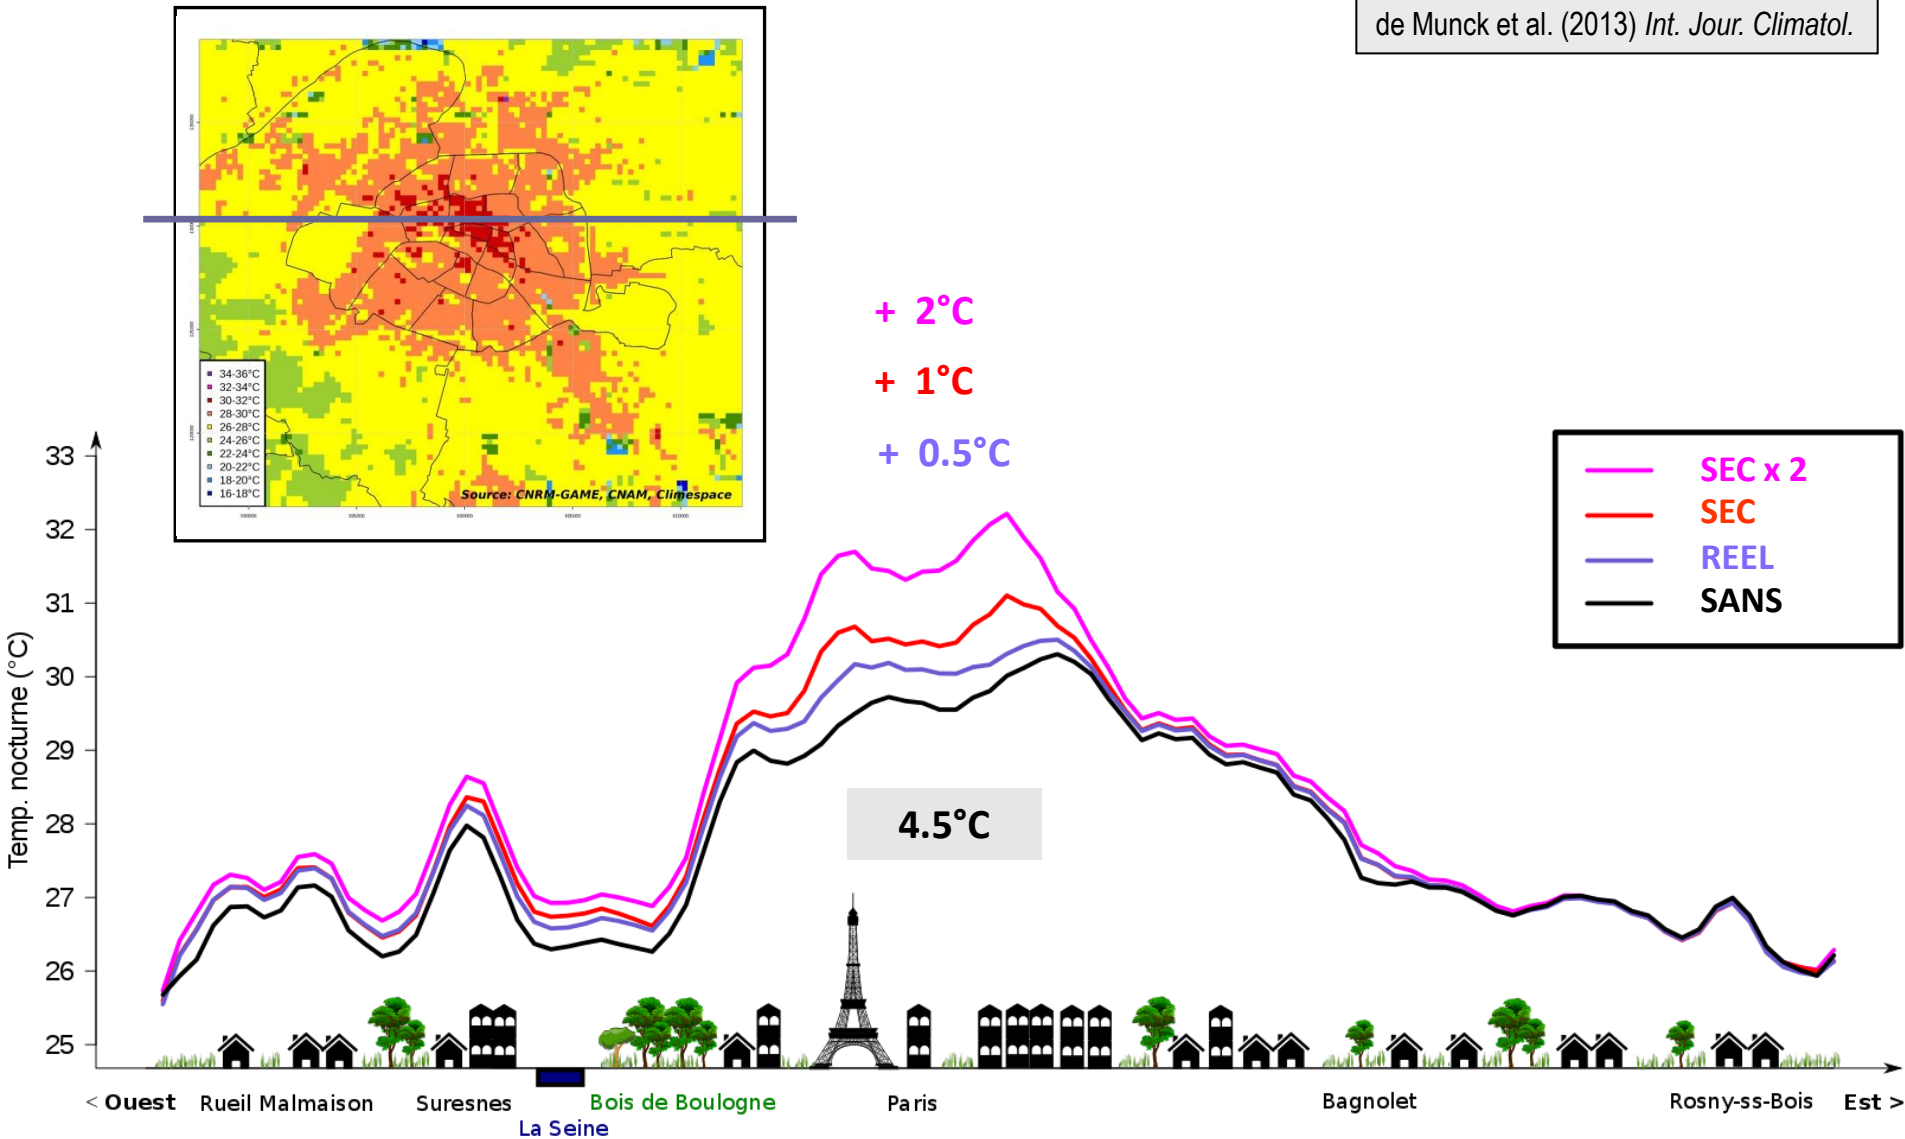 de Munck et al. (2013) Int. Jour. Climatol.
34-36°C
32-34°C
30-32°C
28-30°C
26-28°C
24-26°C
22-24°C
20-22°C
18-20°C
16-18°C
Source: CNRM-GAME, CNAM, Climespace
+ 2°C
+ 1°C
+ 0.5°C
SEC x 2
SEC
REEL
SANS
4.5°C
Temp. nocturne (°C)
33
32
31
30
29
28
27
26
25
< Ouest Rueil Malmaison Suresnes Bois de Boulogne Paris Bagnolet Rosny-ss-Bois Est >
La Seine